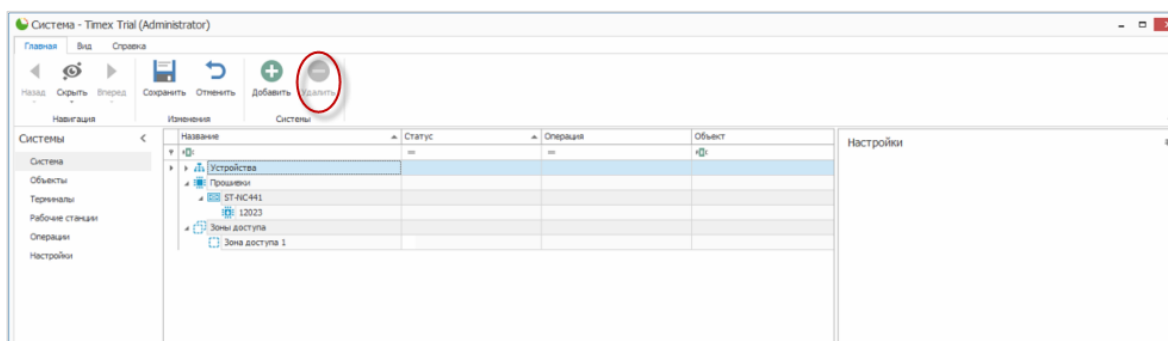 Система - Timex Trial (Administrator)
Главная Вид Справка
Назад Скрыть Вперед Сохранить Отменить Добавить Удалить
Навигация Изменения Системы
Системы Название Статус Операция Объект Настройки
Система Устройства
Объекты Прошивки
Терминалы ST-NC441
Рабочие станции 12023
Операции Зоны доступа
Настройки Зона доступа 1